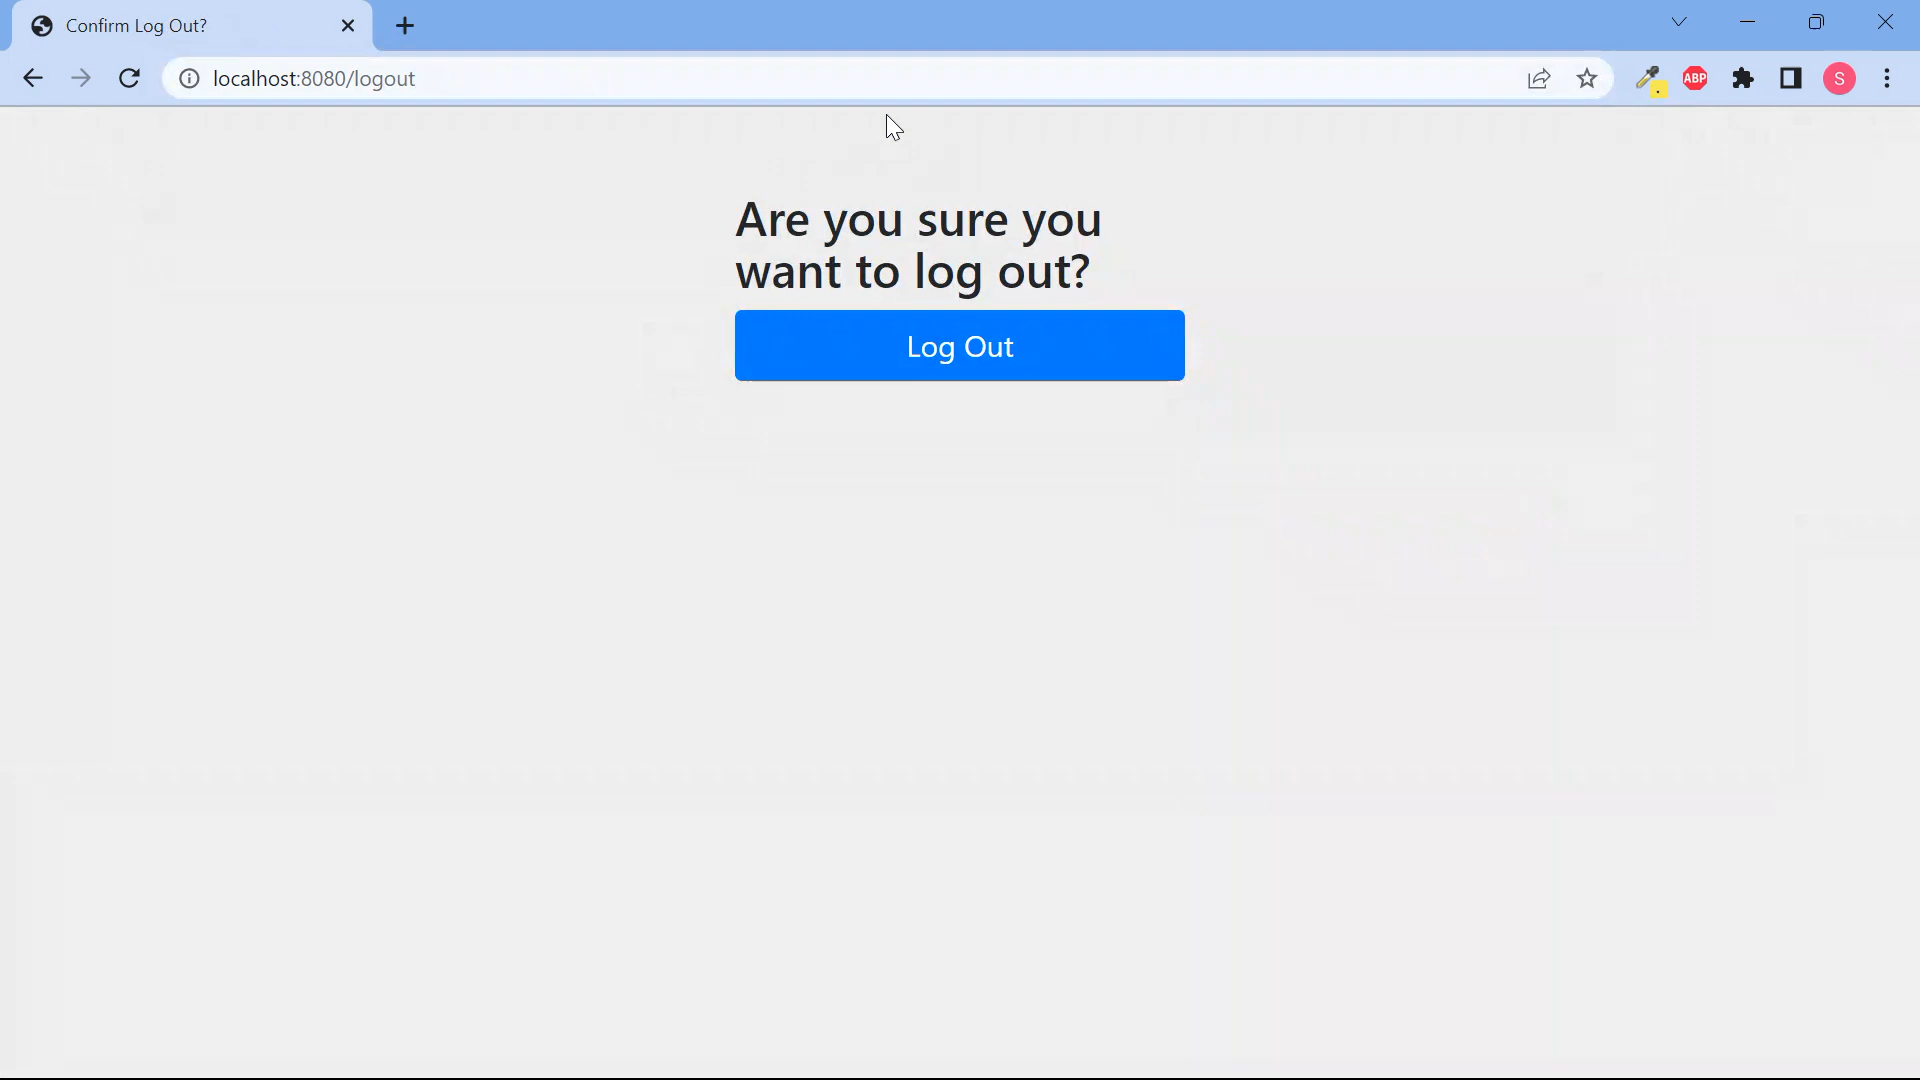 Confirm Log Out?
localhost:8080/logout
ABP
S
Are you sure you
want to log out?
Log Out